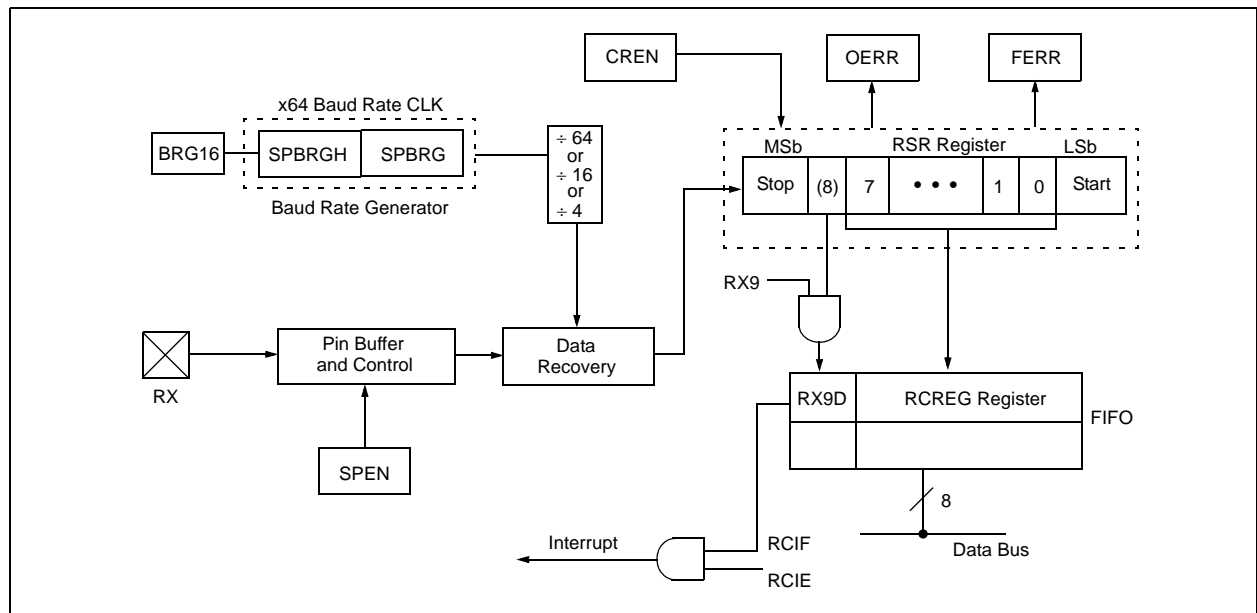 CREN
OERR
FERR
x64 Baud Rate CLK
BRG16
SPBRGH
SPBRG
Baud Rate Generator
÷ 64
or
÷ 16
or
÷ 4
MSb
RSR Register
LSb
Stop
(8)
7
• • •
1
0
Start
RX9
Pin Buffer
and Control
Data
Recovery
RX
SPEN
RX9D
RCREG Register
FIFO
8
Data Bus
Interrupt
RCIF
RCIE